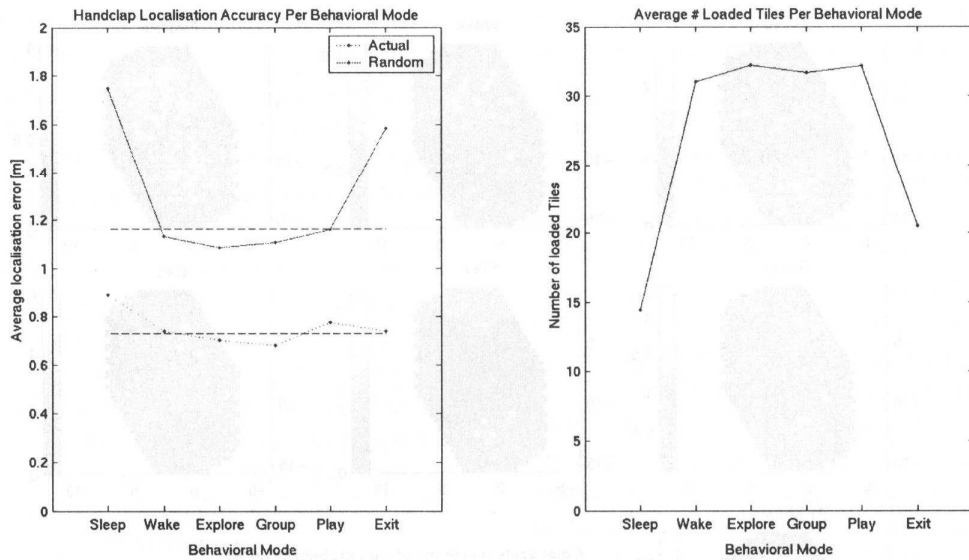 Handclap Localisation Accuracy Per Behavioral Mode
2
1.8
1.6
1.4
1.2
1
0.8
0.6
0.4
0.2
0
Average localisation error [m]
Actual
Random
Sleep Wake Explore Group Play Exit
Behavioral Mode
Average # Loaded Tiles Per Behavioral Mode
35
30
25
20
15
10
5
0
Number of loaded Tiles
Sleep Wake Explore Group Play Exit
Behavioral Mode